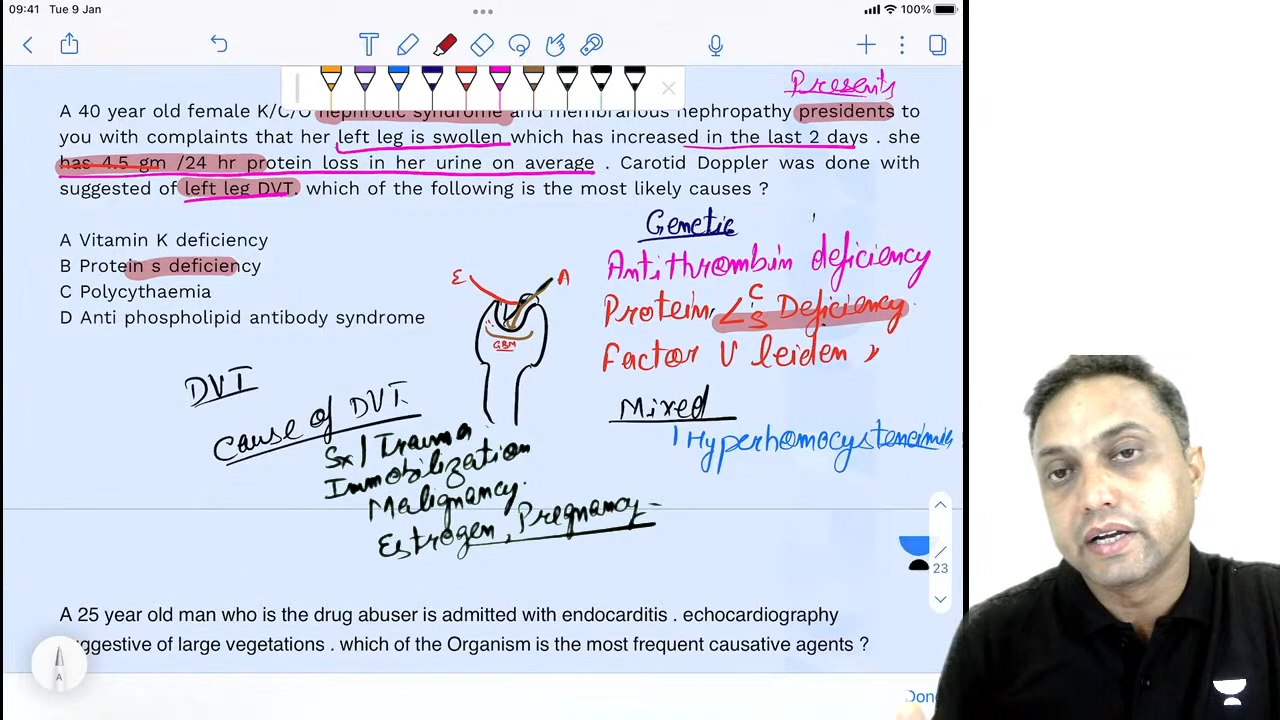 09:41 Tue 9 Jan
100%
T
Presents
A 40 year old female K/C/O nephrotic syndrome and membranous nephropathy presidents to
you with complaints that her left leg is swollen which has increased in the last 2 days . she
has 4.5 gm /24 hr protein loss in her urine on average . Carotid Doppler was done with
suggested of left leg DVT. which of the following is the most likely causes ?
A Vitamin K deficiency
B Protein s deficiency
C Polycythaemia
D Anti phospholipid antibody syndrome
Genetic
Antithrombin deficiency
Protein < C S Deficiency
Factor V leiden
E A
GBM
Mixed
Hyperhomocysteinimia
DVT
Cause of DVT
Sx / Trauma
Immobilization
Malignancy.
Estrogen, Pregnancy
/
23
A 25 year old man who is the drug abuser is admitted with endocarditis . echocardiography
suggestive of large vegetations . which of the Organism is the most frequent causative agents ?
A
Done